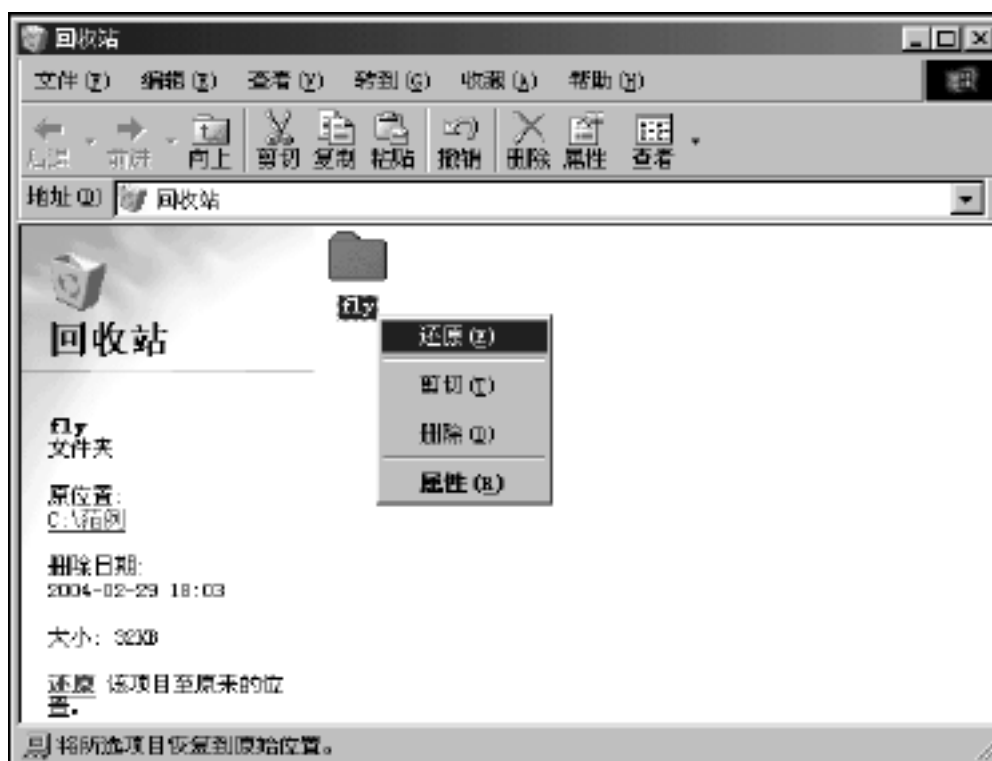 回收站
文件(F) 编辑(E) 查看(V) 转到(G) 收藏(A) 帮助(H)
后退 前进 向上 剪切 复制 粘贴 撤销 删除 属性 查看
地址(D) 回收站
fly
还原(E)
剪切(T)
删除(D)
属性(R)
回收站
fly
文件夹
原位置:
C:\范例
删除日期:
2004-02-29 18:03
大小: 32KB
还原 该项目至原来的位
置。
将所选项目恢复到原始位置。